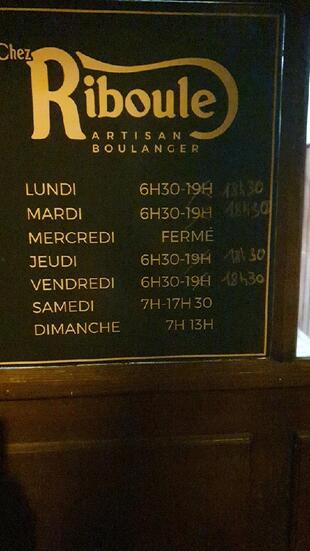 Chez
Riboule
ARTISAN
BOULANGER
LUNDI 6H30-19H 18H30
MARDI 6H30-19H 18H30
MERCREDI FERMÉ
JEUDI 6H30-19H 18H30
VENDREDI 6H30-19H 18H30
SAMEDI 7H-17H30
DIMANCHE 7H 13H